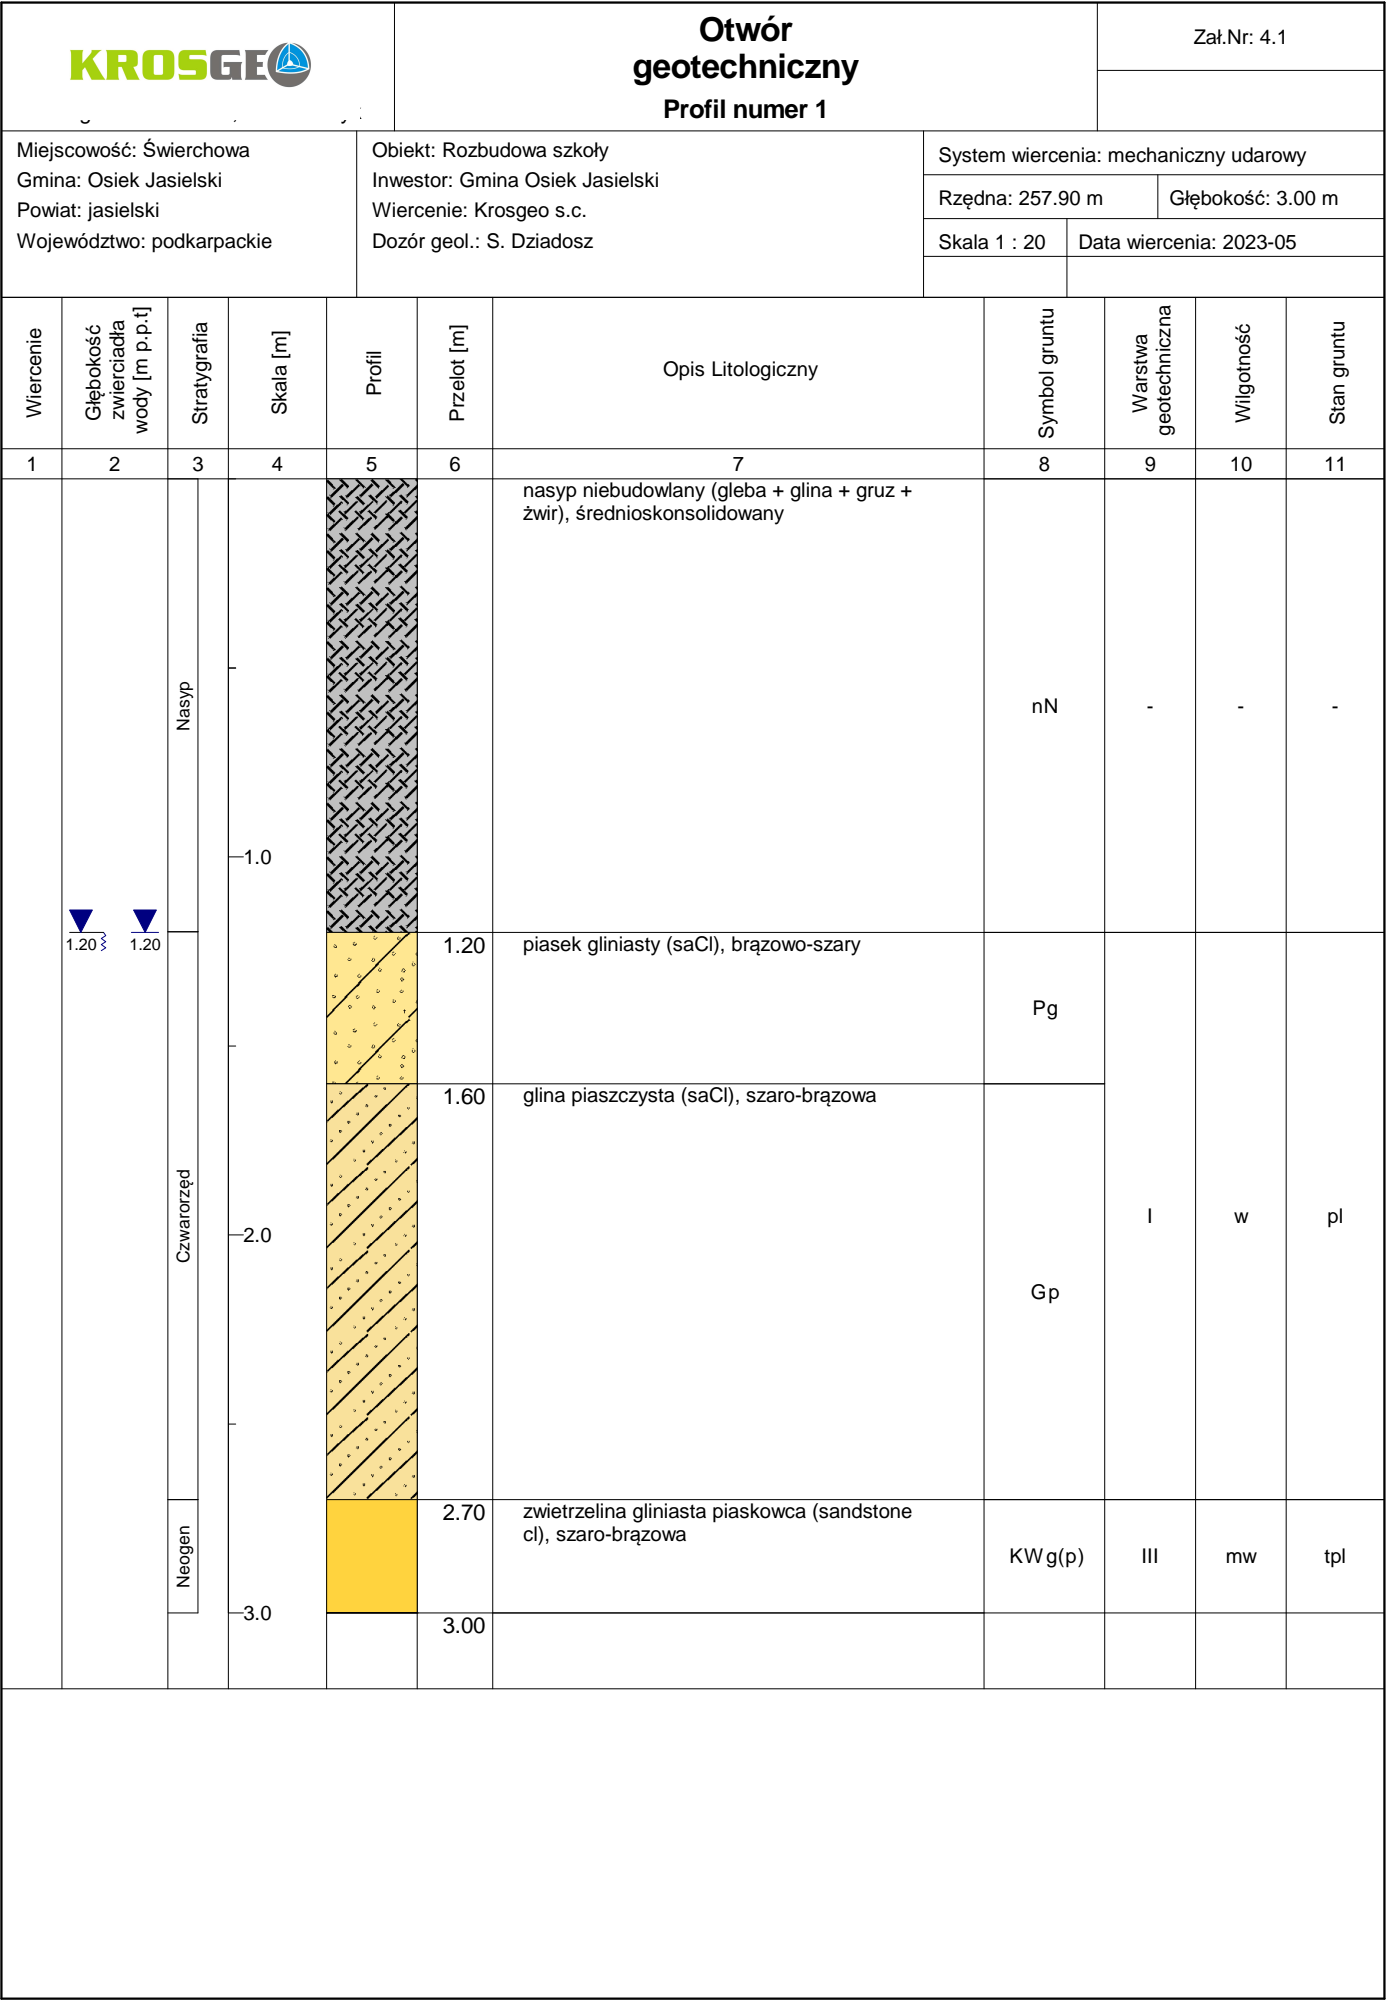 KROSGEO
Otwór
geotechniczny
Profil numer 1
Zał.Nr: 4.1
Miejscowość: Świerchowa
Gmina: Osiek Jasielski
Powiat: jasielski
Województwo: podkarpackie
Obiekt: Rozbudowa szkoły
Inwestor: Gmina Osiek Jasielski
Wiercenie: Krosgeo s.c.
Dozór geol.: S. Dziadosz
System wiercenia: mechaniczny udarowy
Rzędna: 257.90 m
Głębokość: 3.00 m
Skala 1 : 20
Data wiercenia: 2023-05
Wiercenie
Głębokość
zwierciadła
wody [m p.p.t]
Stratygrafia
Skala [m]
Profil
Przelot [m]
Opis Litologiczny
Symbol gruntu
Warstwa
geotechniczna
Wilgotność
Stan gruntu
1 2 3 4 5 6 7 8 9 10 11
nasyp niebudowlany (gleba + glina + gruz +
żwir), średnioskonsolidowany
Nasyp
nN - - -
1.0
1.20 1.20
1.20 piasek gliniasty (saCl), brązowo-szary
Pg
1.60 glina piaszczysta (saCl), szaro-brązowa
Czwarorzęd
2.0
I w pl
Gp
2.70 zwietrzelina gliniasta piaskowca (sandstone
cl), szaro-brązowa
Neogen
KWg(p) III mw tpl
3.0
3.00